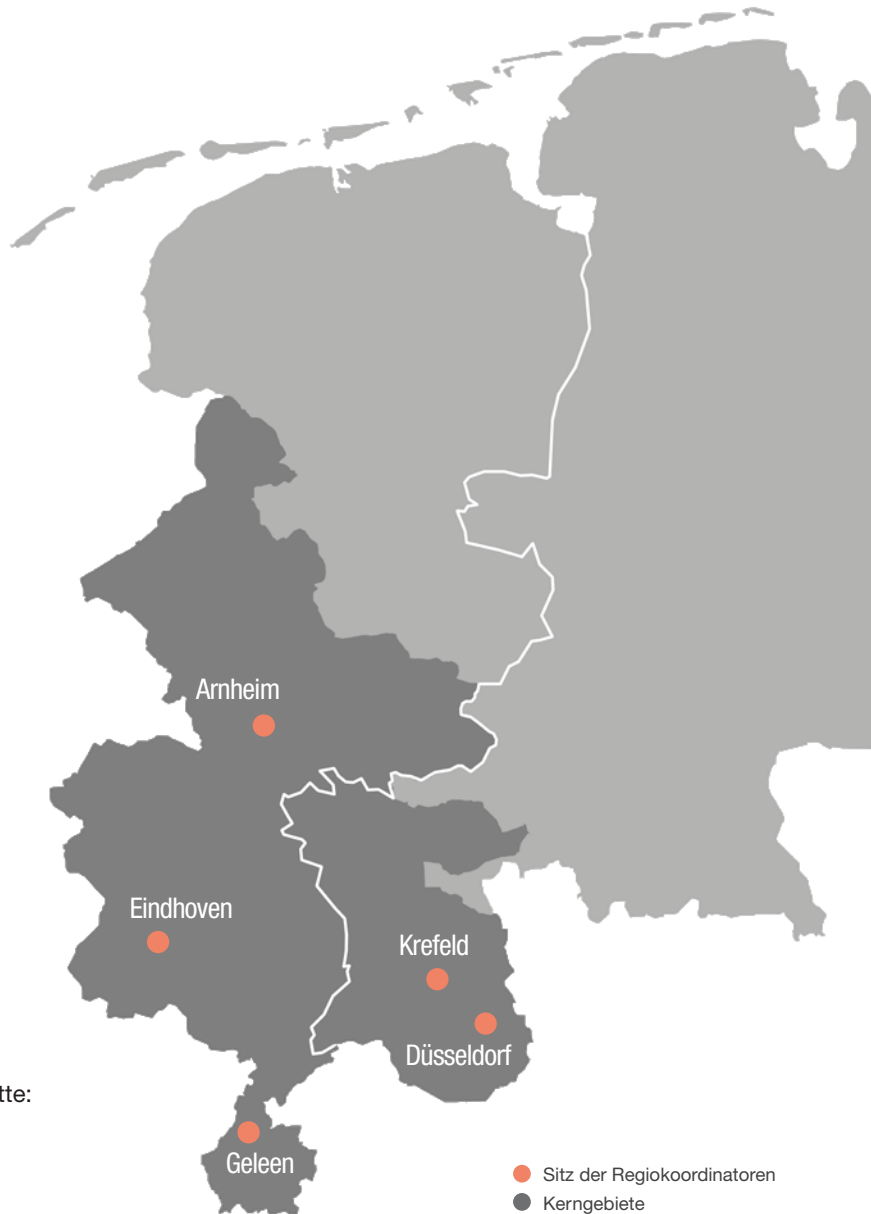 Arnheim
Eindhoven
Krefeld
Düsseldorf
tte:
Geleen
Sitz der Regiokoordinatoren
Kerngebiete